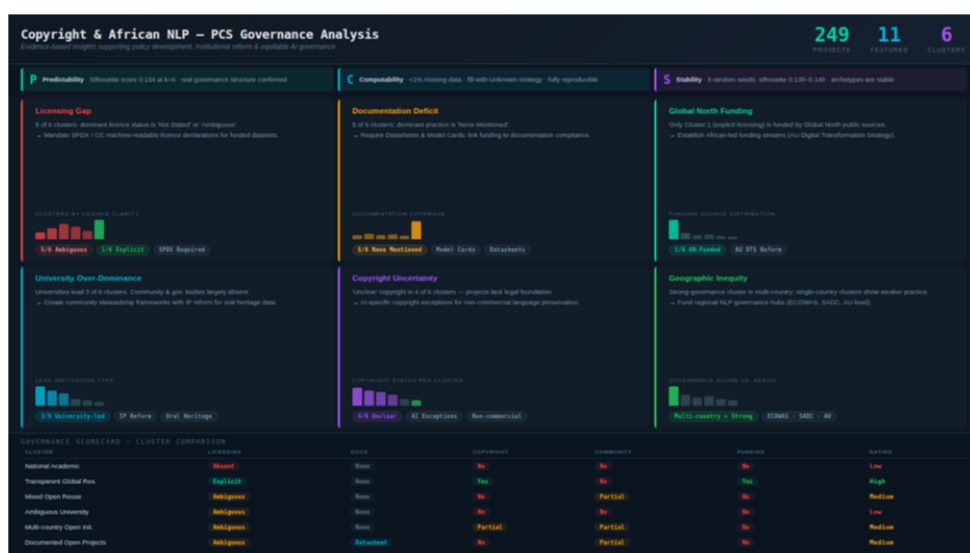 Copyright & African NLP — PCS Governance Analysis
Evidence-based insights supporting policy development, institutional reform & equitable AI governance
249
PROJECTS
11
FEATURES
6
CLUSTERS
P Predictability · Silhouette score 0.134 at k=6 · real governance structure confirmed
C Computability · <1% missing data · fill-with-Unknown strategy · fully reproducible
S Stability · 5 random seeds: silhouette 0.130–0.140 · archetypes are stable
Licensing Gap
5 of 6 clusters: dominant licence status is 'Not Stated' or 'Ambiguous'
→ Mandate SPDX / CC machine-readable licence declarations for funded datasets.
CLUSTERS BY LICENCE CLARITY
5/6 Ambiguous 1/6 Explicit SPDX Required
Documentation Deficit
5 of 6 clusters: dominant practice is 'None Mentioned'.
→ Require Datasheets & Model Cards; link funding to documentation compliance.
DOCUMENTATION COVERAGE
5/6 None Mentioned Model Cards Datasheets
Global North Funding
Only Cluster 1 (explicit licensing) is funded by Global North public sources.
→ Establish African-led funding streams (AU Digital Transformation Strategy).
FUNDING SOURCE DISTRIBUTION
1/6 GN-Funded AU DTS Reform
University Over-Dominance
Universities lead 3 of 6 clusters. Community & gov. bodies largely absent.
→ Create community stewardship frameworks with IP reform for oral heritage data.
LEAD INSTITUTION TYPE
3/6 University-led IP Reform Oral Heritage
Copyright Uncertainty
'Unclear' copyright in 4 of 6 clusters — projects lack legal foundation.
→ AI-specific copyright exceptions for non-commercial language preservation.
COPYRIGHT STATUS PER CLUSTER
4/6 Unclear AI Exceptions Non-commercial
Geographic Inequity
Strong-governance cluster is multi-country; single-country clusters show weaker practice.
→ Fund regional NLP governance hubs (ECOWAS, SADC, AU level).
GOVERNANCE SCORE VS. REACH
Multi-country = Strong ECOWAS · SADC · AU
GOVERNANCE SCORECARD — CLUSTER COMPARISON
CLUSTER LICENSING DOCS COPYRIGHT COMMUNITY FUNDING RATING
National Academic Absent None No No No Low
Transparent Global Res. Explicit None Yes No Yes High
Mixed Open Reuse Ambiguous None No Partial No Medium
Ambiguous University Ambiguous None No No No Low
Multi-country Open Init. Ambiguous None Partial Partial No Medium
Documented Open Projects Ambiguous Datasheet No Partial No Medium